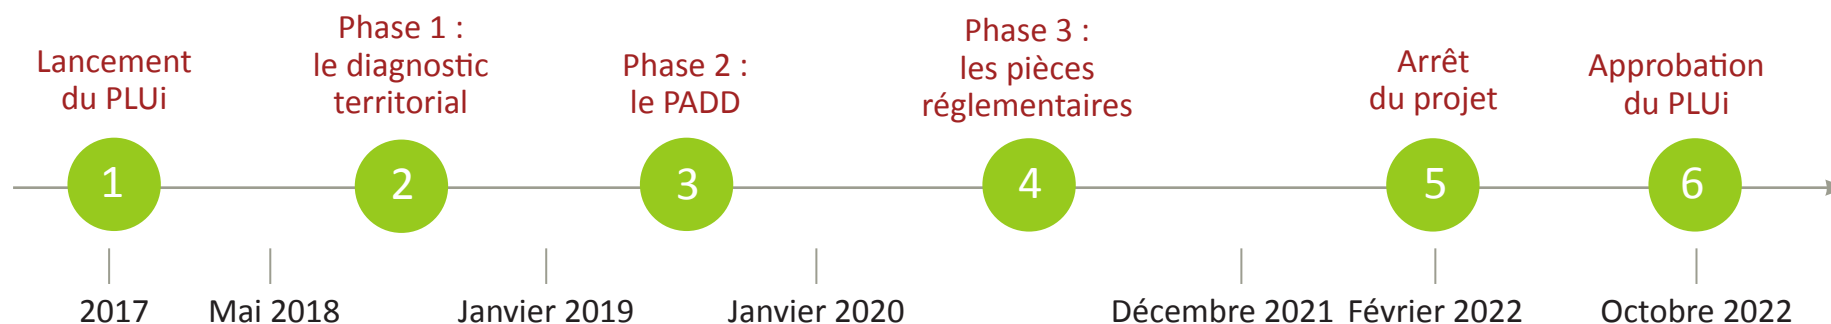 Lancement
du PLUi
Phase 1 :
le diagnostic
territorial
Phase 2 :
le PADD
Phase 3 :
les pièces
réglementaires
Arrêt
du projet
Approbation
du PLUi
1
2
3
4
5
6
2017
Mai 2018
Janvier 2019
Janvier 2020
Décembre 2021
Février 2022
Octobre 2022